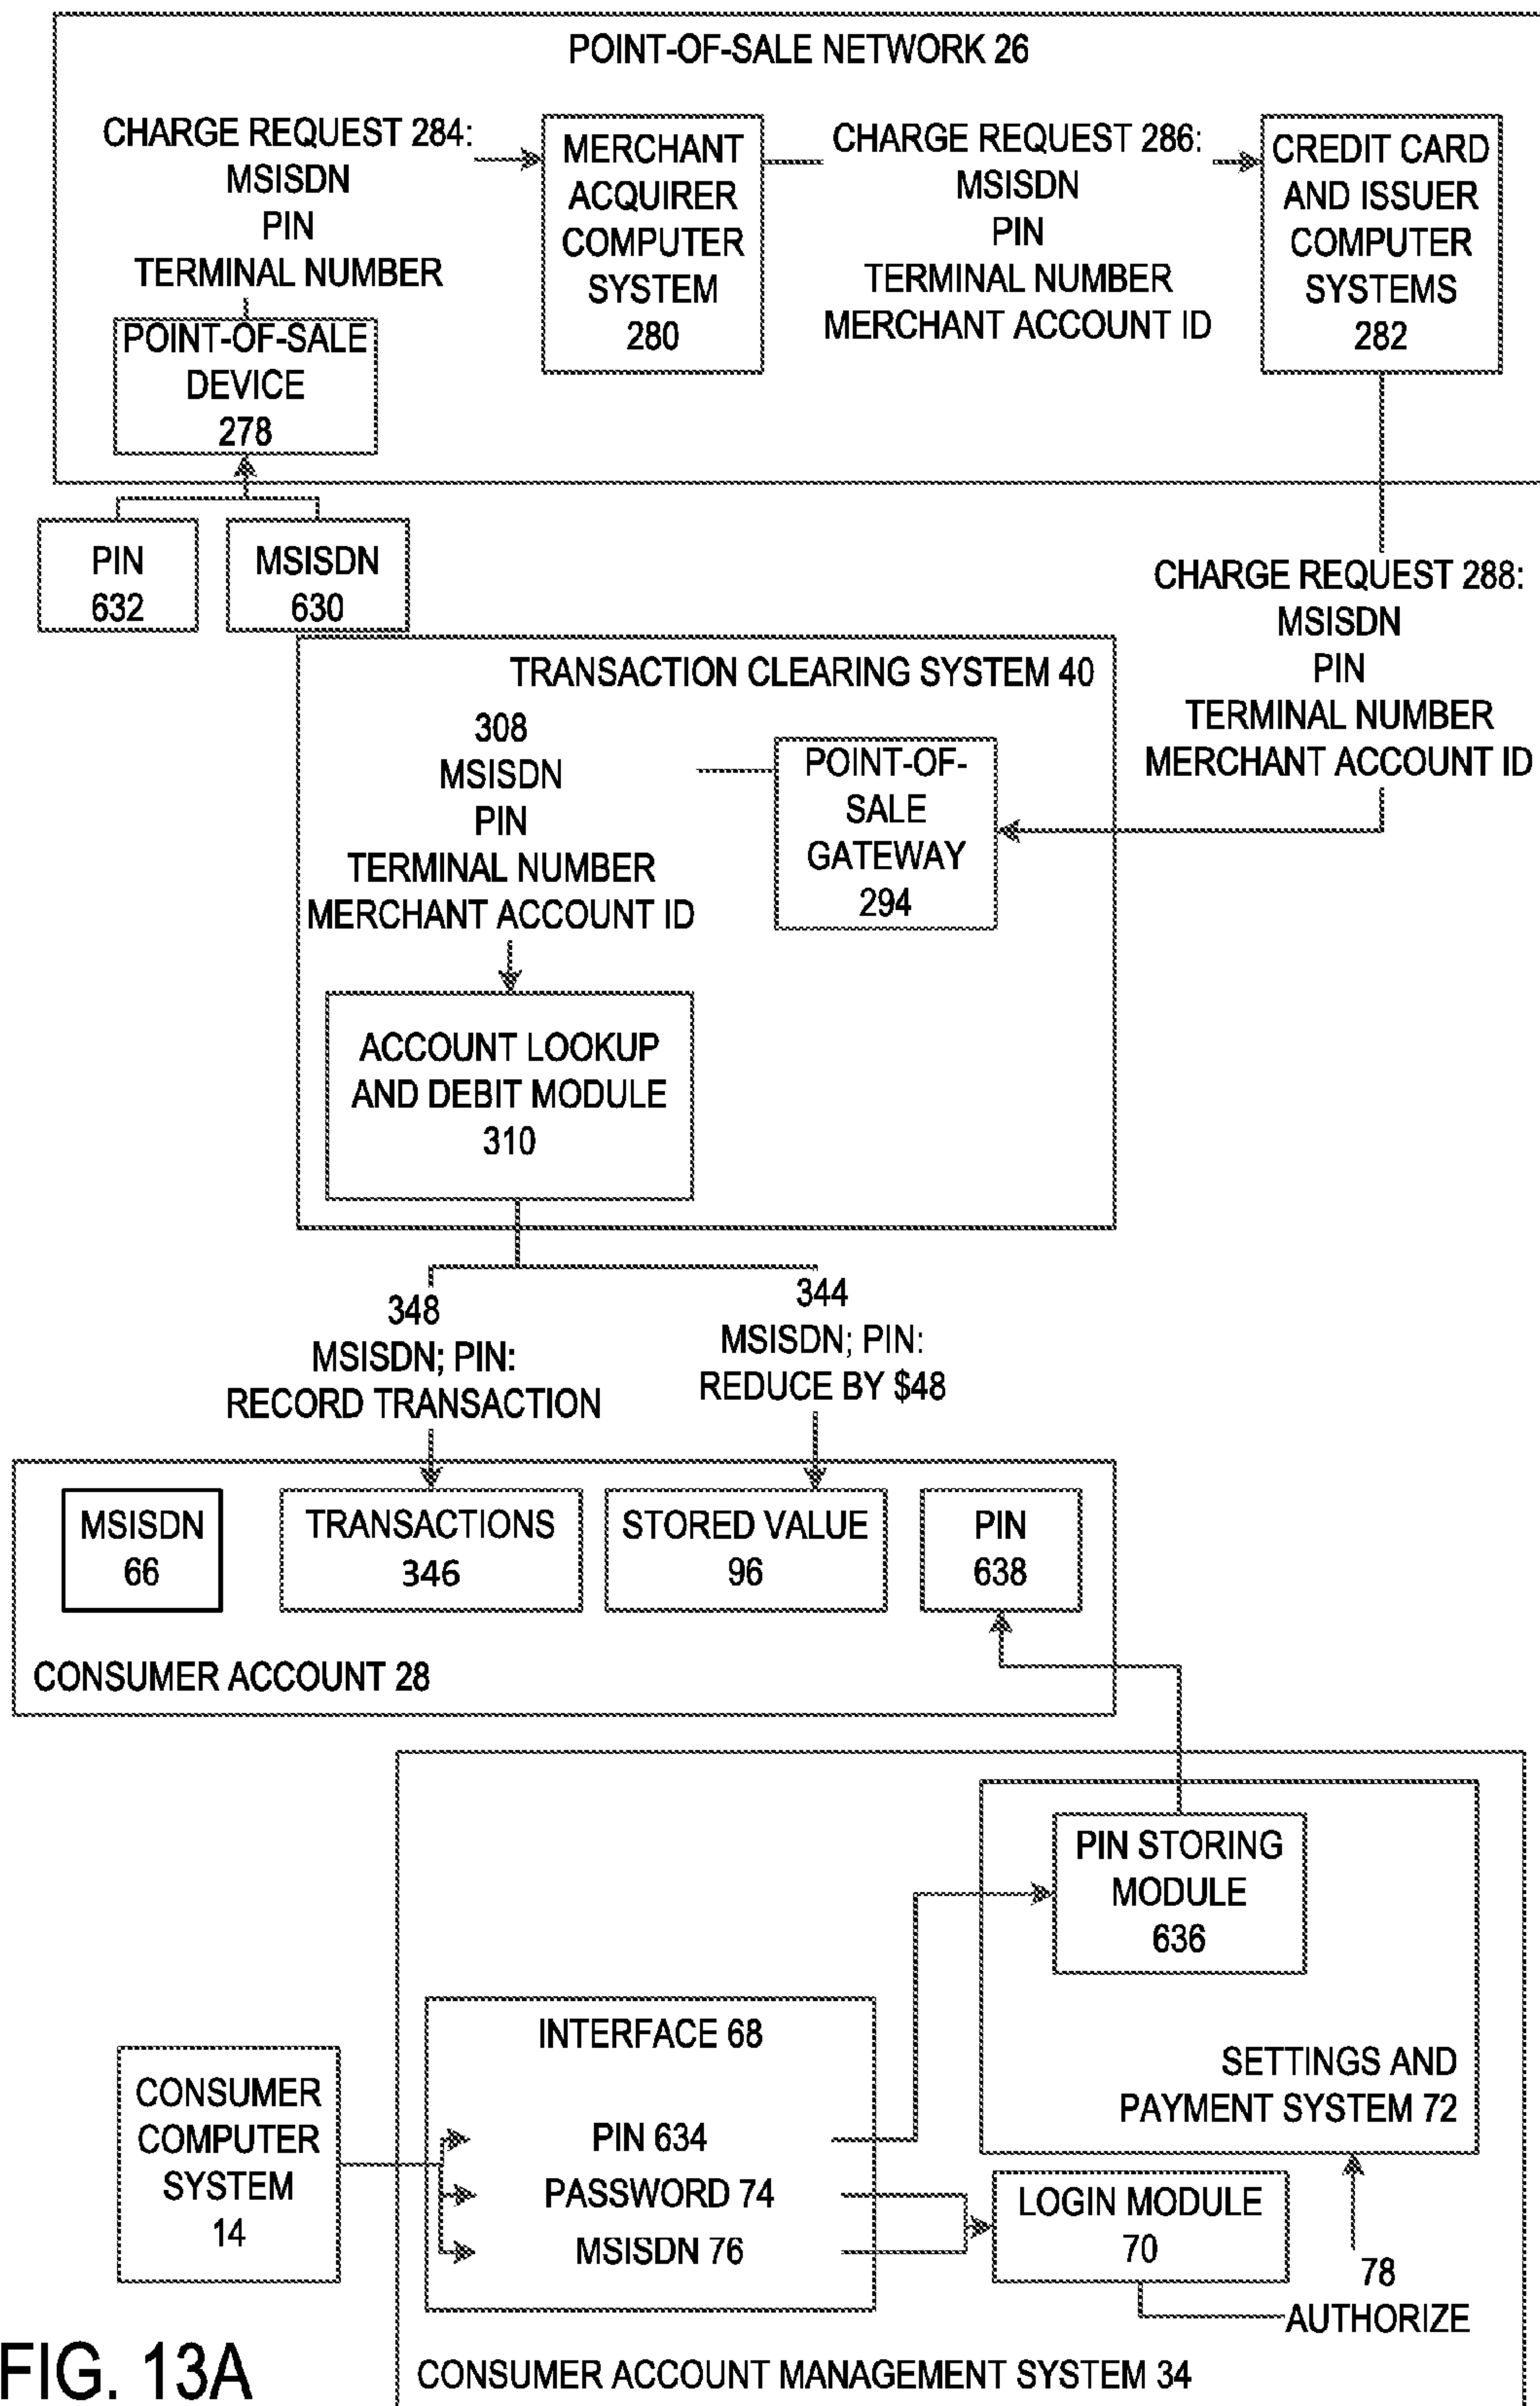 POINT-OF-SALE NETWORK 26
CHARGE REQUEST 284:
MSISDN
PIN
TERMINAL NUMBER
MERCHANT
ACQUIRER
COMPUTER
SYSTEM
280
CHARGE REQUEST 286:
MSISDN
PIN
TERMINAL NUMBER
MERCHANT ACCOUNT ID
CREDIT CARD
AND ISSUER
COMPUTER
SYSTEMS
282
POINT-OF-SALE
DEVICE
278
PIN
632
MSISDN
630
CHARGE REQUEST 288:
MSISDN
PIN
TERMINAL NUMBER
MERCHANT ACCOUNT ID
TRANSACTION CLEARING SYSTEM 40
308
MSISDN
PIN
TERMINAL NUMBER
MERCHANT ACCOUNT ID
POINT-OF-
SALE
GATEWAY
294
ACCOUNT LOOKUP
AND DEBIT MODULE
310
348
MSISDN; PIN:
RECORD TRANSACTION
344
MSISDN; PIN:
REDUCE BY $48
MSISDN
66
TRANSACTIONS
346
STORED VALUE
96
PIN
638
CONSUMER ACCOUNT 28
PIN STORING
MODULE
636
SETTINGS AND
PAYMENT SYSTEM 72
INTERFACE 68
PIN 634
PASSWORD 74
MSISDN 76
CONSUMER
COMPUTER
SYSTEM
14
LOGIN MODULE
70
78
AUTHORIZE
CONSUMER ACCOUNT MANAGEMENT SYSTEM 34
FIG. 13A